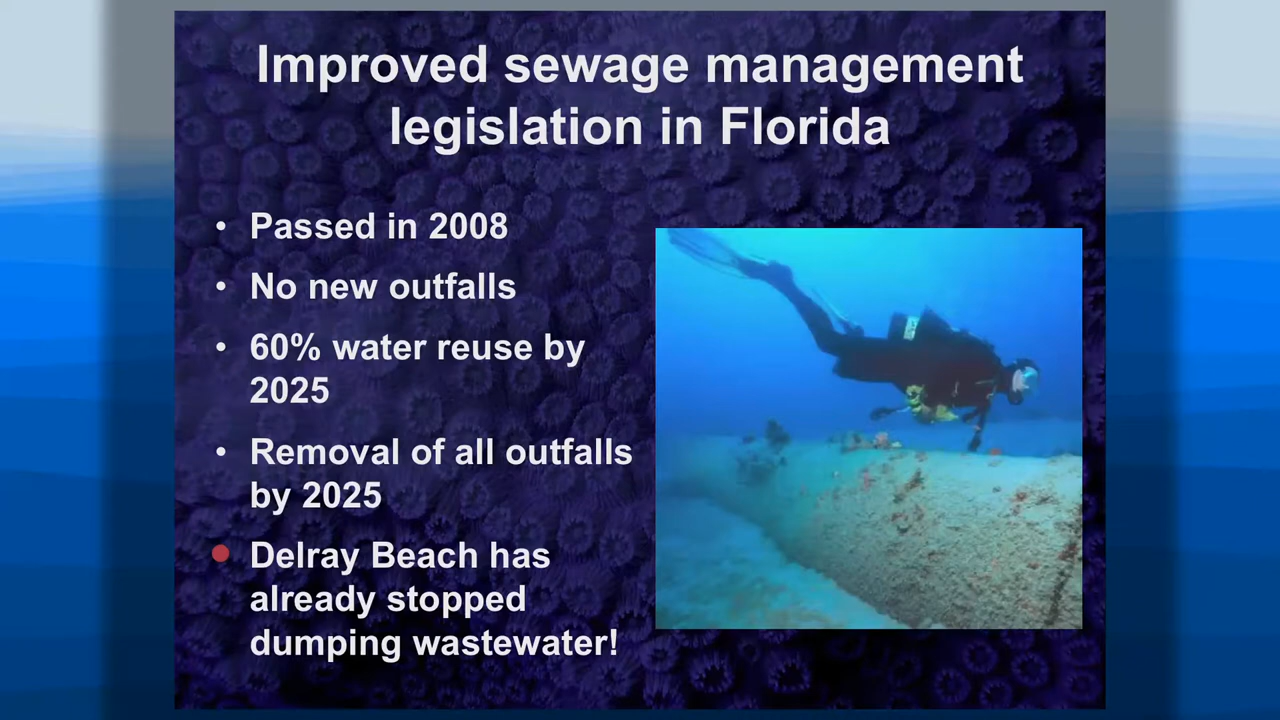 Improved sewage management
legislation in Florida
• Passed in 2008
• No new outfalls
• 60% water reuse by
2025
• Removal of all outfalls
by 2025
• Delray Beach has
already stopped
dumping wastewater!